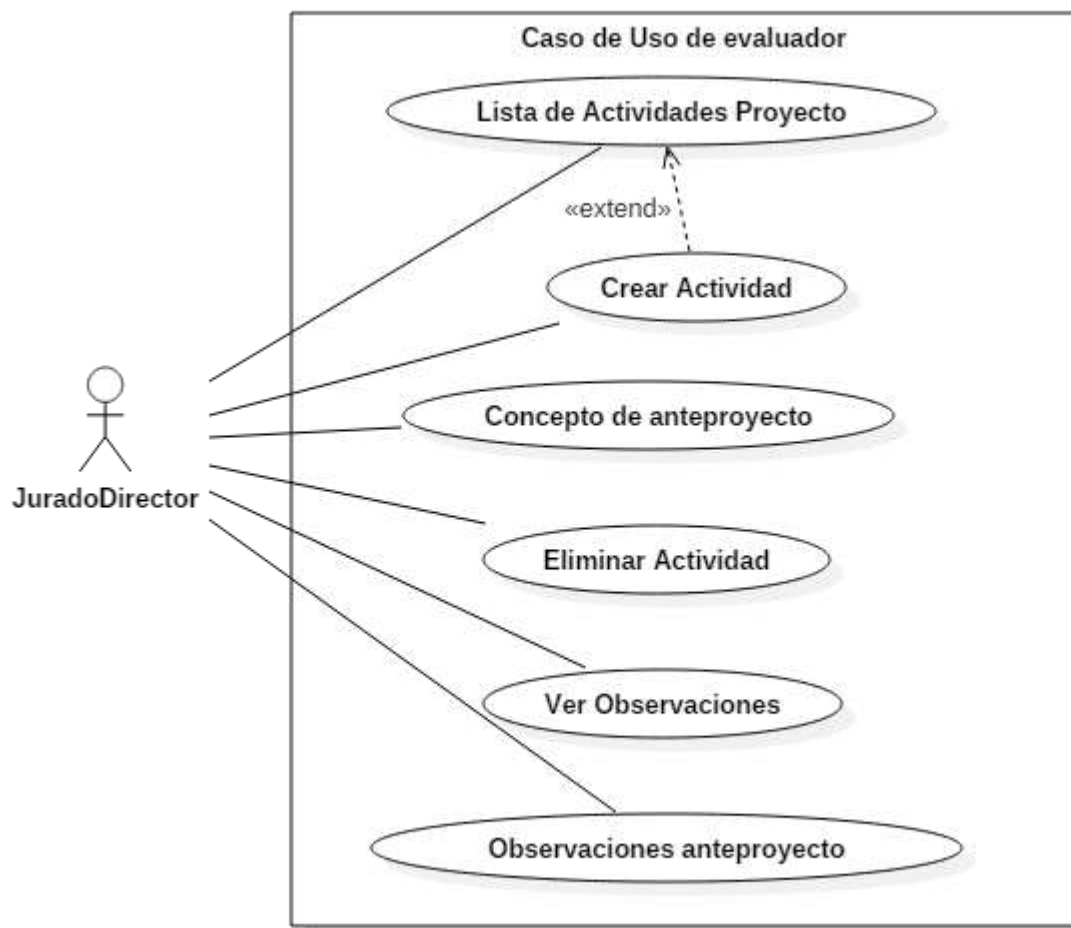 Caso de Uso de evaluador
Lista de Actividades Proyecto
«extend»
Crear Actividad
Concepto de anteproyecto
JuradoDirector
Eliminar Actividad
Ver Observaciones
Observaciones anteproyecto